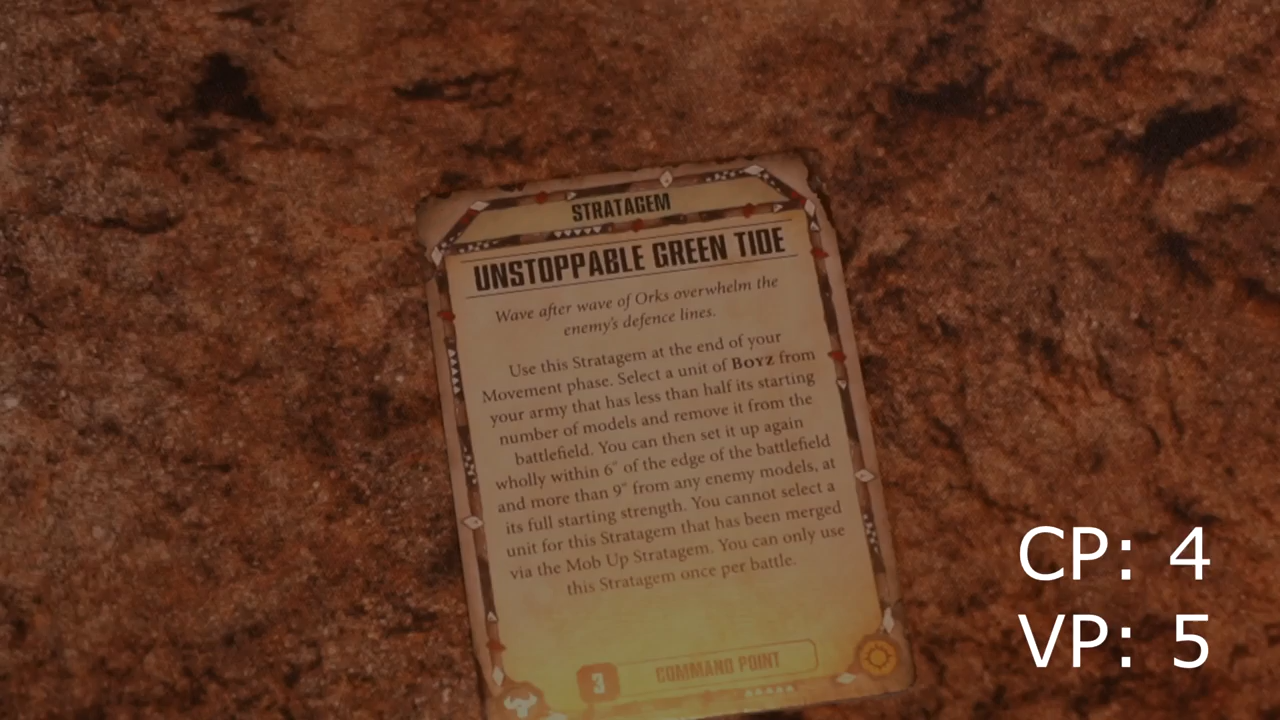 STRATAGEM
UNSTOPPABLE GREEN TIDE
Wave after wave of Orks overwhelm the
enemy's defence lines.
Use this Stratagem at the end of your
Movement phase. Select a unit of BOYZ from
your army that has less than half its starting
number of models and remove it from the
battlefield. You can then set it up again
wholly within 6" of the edge of the battlefield
and more than 9" from any enemy models, at
its full starting strength. You cannot select a
unit for this Stratagem that has been merged
via the Mob Up Stratagem. You can only use
this Stratagem once per battle.
3 COMMAND POINT
CP: 4
VP: 5